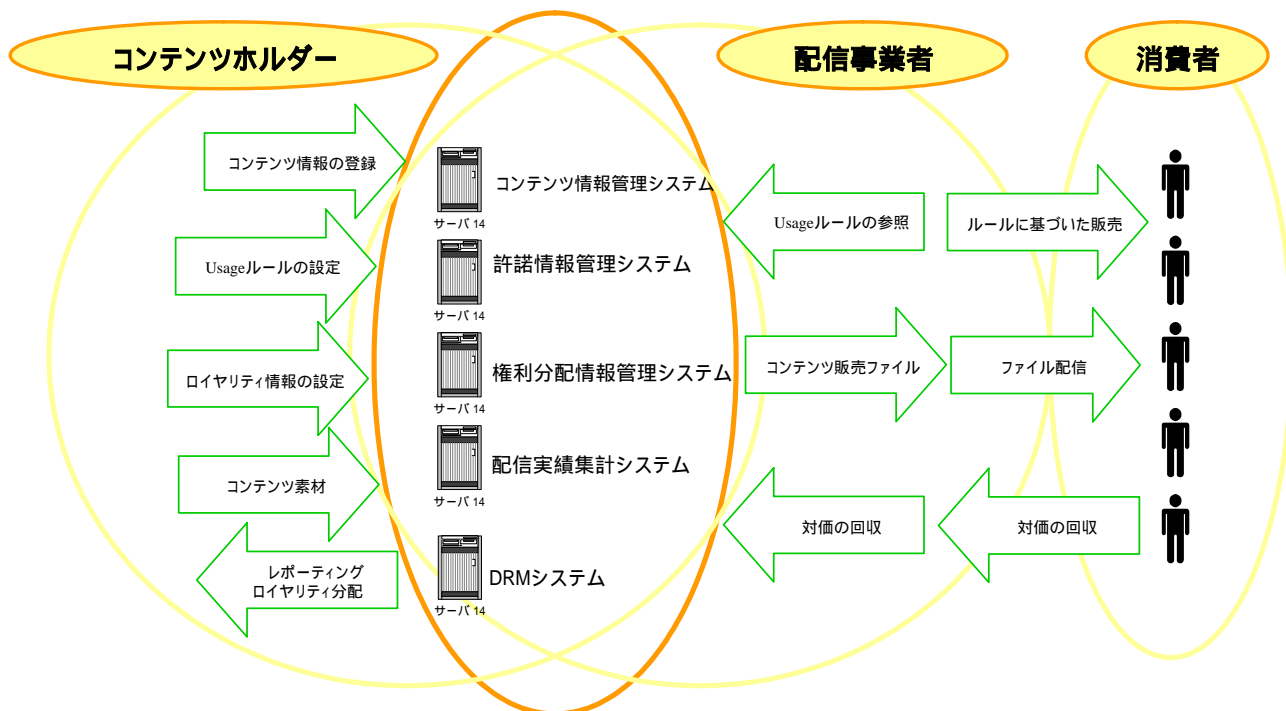 コンテンツホルダー
配信事業者
消費者
コンテンツ情報の登録
Usageルールの設定
ロイヤリティ情報の設定
コンテンツ素材
レポーティング
ロイヤリティ分配
サーバ 14
コンテンツ情報管理システム
サーバ 14
許諾情報管理システム
サーバ 14
権利分配情報管理システム
サーバ 14
配信実績集計システム
サーバ 14
DRMシステム
Usageルールの参照
ルールに基づいた販売
コンテンツ販売ファイル
ファイル配信
対価の回収
対価の回収